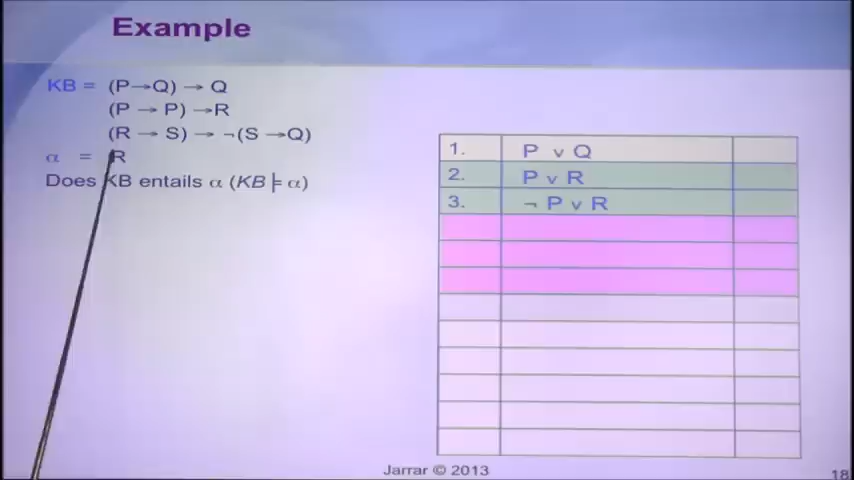 Example
KB = (P→Q) → Q
(P → P) →R
(R → S) → ¬(S →Q)
α = R
Does KB entails α (KB ⊨ α)
1. P ∨ Q
2. P ∨ R
3. ¬ P ∨ R
Jarrar © 2013
18